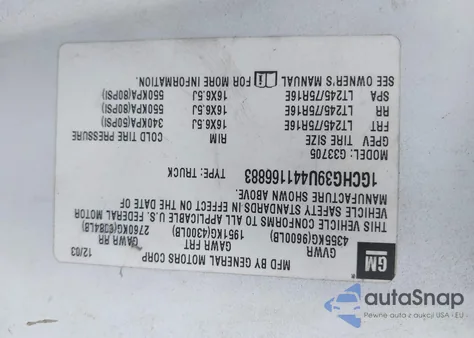 GM
MFD BY GENERAL MOTORS CORP
12/03
GVWR
GAWR FRT
GAWR RR
4355KG(9600LB)
1951KG(4300LB)
2760KG(6084LB)
THIS VEHICLE CONFORMS TO ALL APPLICABLE U.S. FEDERAL MOTOR
VEHICLE SAFETY STANDARDS IN EFFECT ON THE DATE OF
MANUFACTURE SHOWN ABOVE.
1GCHG39U441166883
TYPE: TRUCK
MODEL: G33705
GPEV
TIRE SIZE
RIM
COLD TIRE PRESSURE
FRT
LT245/75R16E
16X6.5J
340KPA(50PSI)
RR
LT245/75R16E
16X6.5J
550KPA(80PSI)
SPA
LT245/75R16E
16X6.5J
550KPA(80PSI)
SEE OWNER'S MANUAL FOR MORE INFORMATION.
autoSnap
Pewne auto z aukcji USA - EU